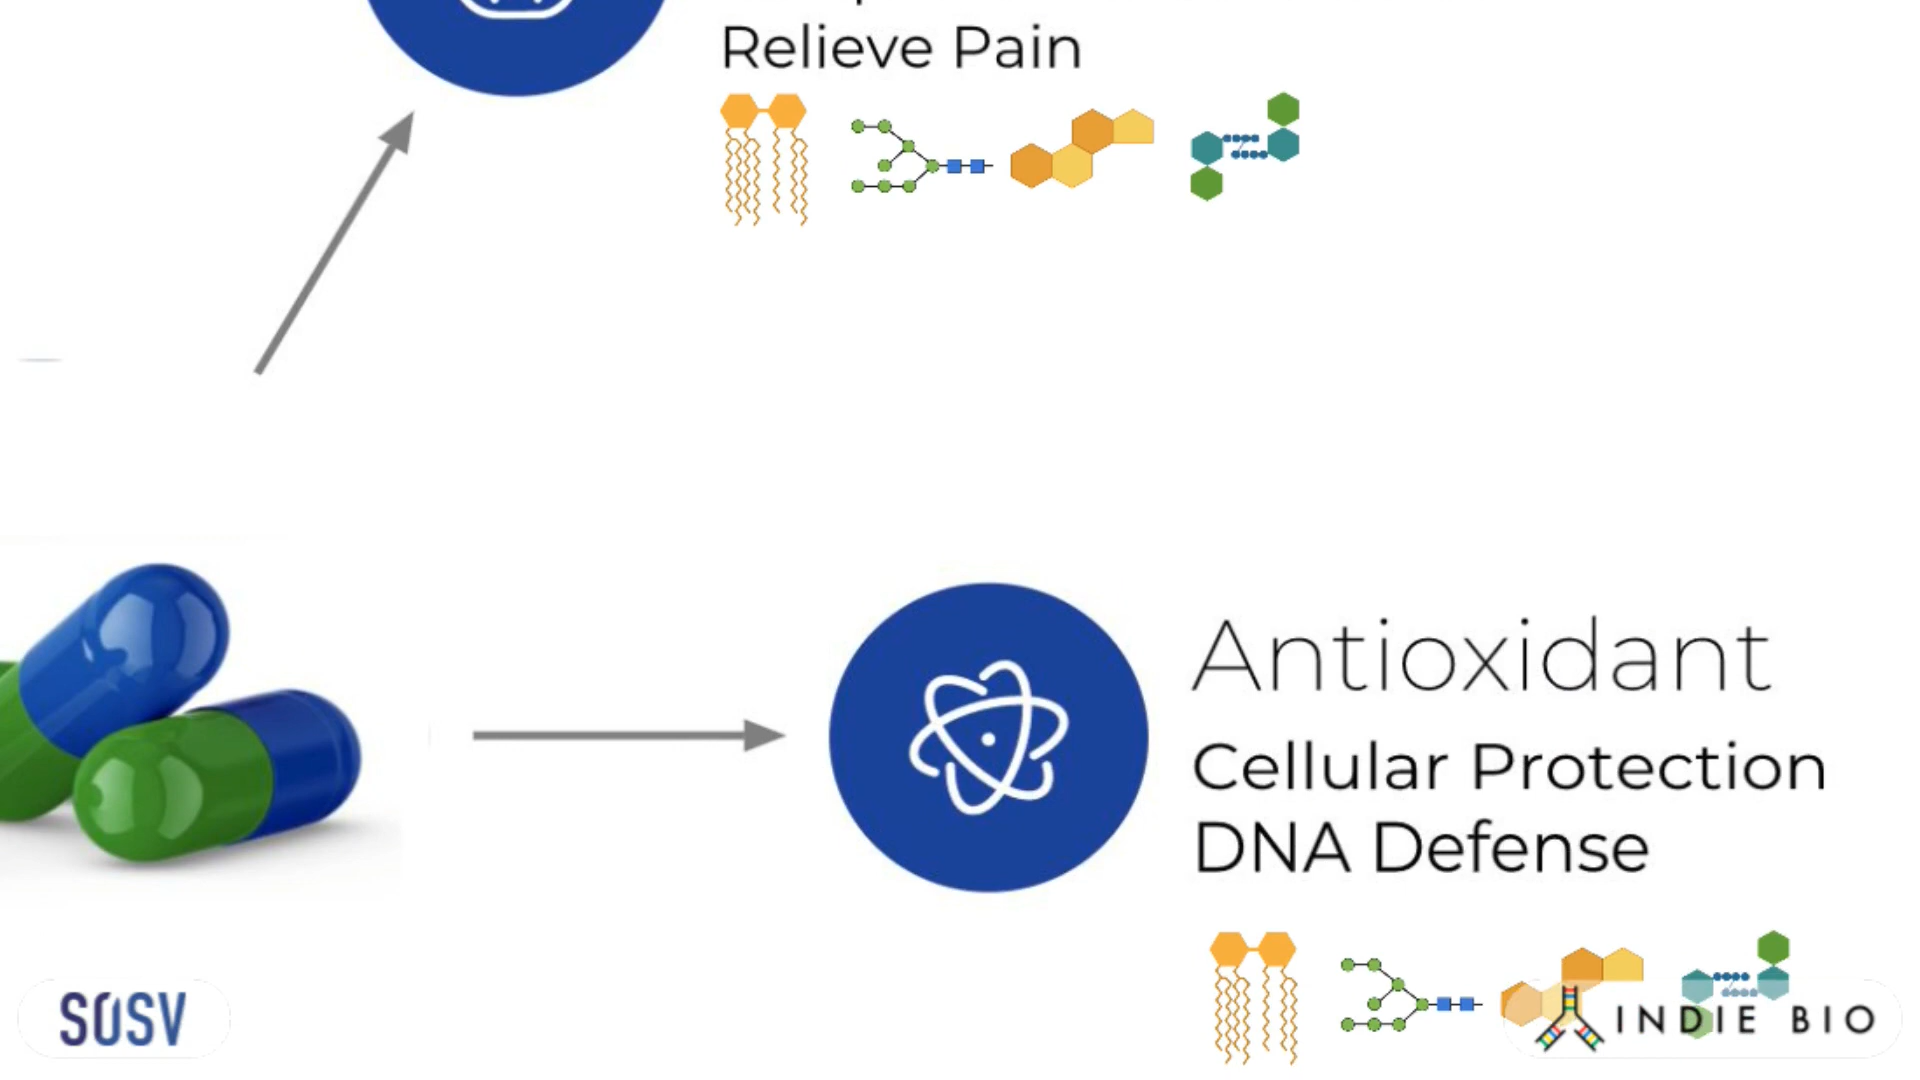 Relieve Pain
Antioxidant
Cellular Protection
DNA Defense
SOSV
INDIE BIO